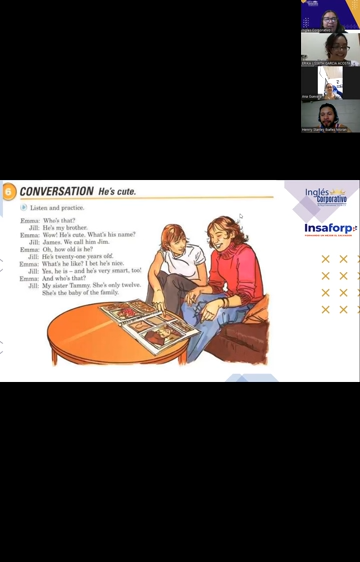 6 CONVERSATION He's cute.
Listen and practice.
Emma: Who's that?
Jill: He's my brother.
Emma: Wow! He's cute. What's his name?
Jill: James. We call him Jim.
Emma: Oh, how old is he?
Jill: He's twenty-one years old.
Emma: What's he like? I bet he's nice.
Jill: Yes, he is – and he's very smart, too!
Emma: And who's that?
Jill: My sister Tammy. She's only twelve.
She's the baby of the family.
Inglés
Corporativo
Insaforp